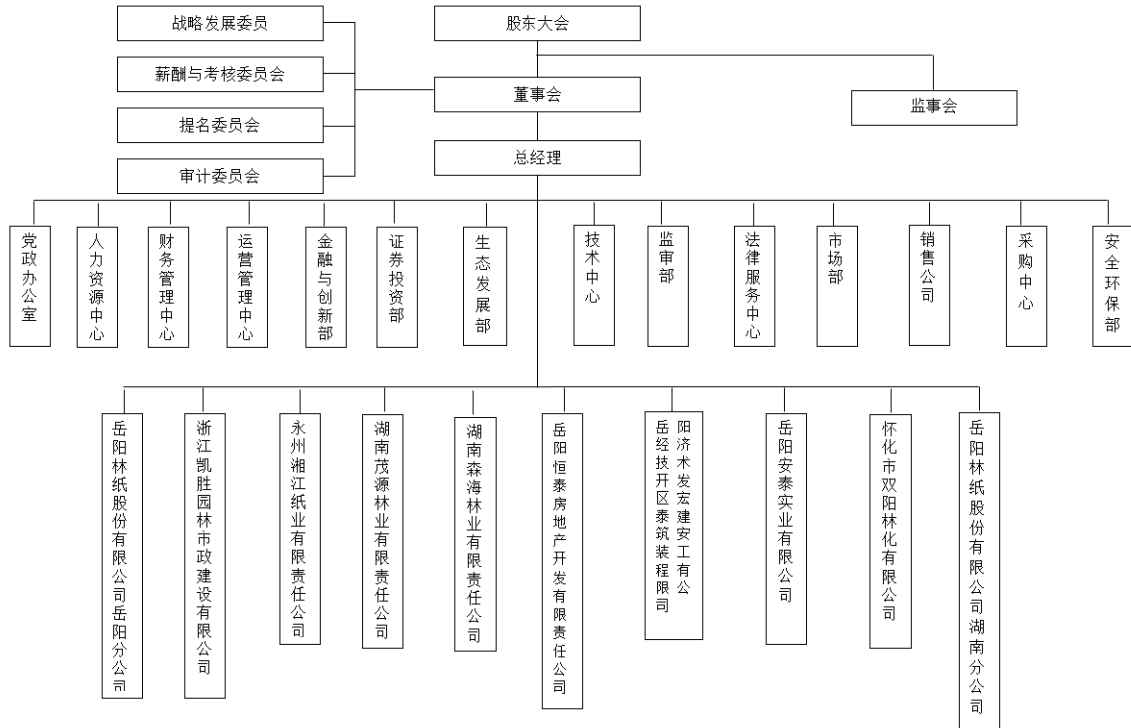 战略发展委员
股东大会
薪酬与考核委员会
董事会
监事会
提名委员会
总经理
审计委员会
党政办公室
人力资源中心
财务管理中心
运营管理中心
金融与创新部
证券投资部
生态发展部
技术中心
监审部
法律服务中心
市场部
销售公司
采购中心
安全环保部
岳阳林纸股份有限公司岳阳分公司
浙江凯胜园林市政建设有限公司
永州湘江纸业有限责任公司
湖南茂源林业有限责任公司
湖南森海林业有限责任公司
岳阳恒泰房地产开发有限责任公司
岳经技开区泰筑装程限司
阳济术发宏建安工有公
岳阳安泰实业有限公司
怀化市双阳林化有限公司
岳阳林纸股份有限公司湖南分公司